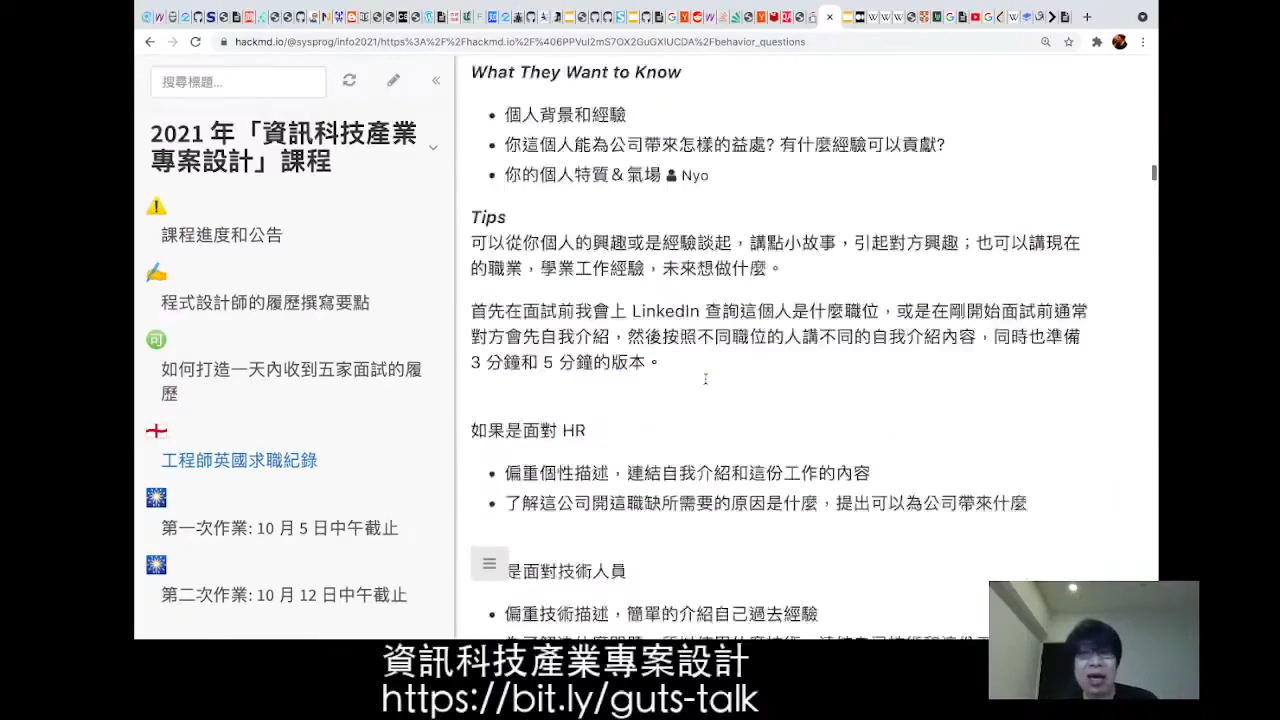 hackmd.io/@sysprog/info2021/https%3A%2F%2Fhackmd.io%2F%406PPVuI2mS7OX2GuGXIUCDA%2Fbehavior_questions
搜尋標題...
2021 年「資訊科技產業
專案設計」課程
課程進度和公告
程式設計師的履歷撰寫要點
可
如何打造一天內收到五家面試的履
歷
工程師英國求職紀錄
第一次作業: 10 月 5 日中午截止
第二次作業: 10 月 12 日中午截止
What They Want to Know
個人背景和經驗
你這個人能為公司帶來怎樣的益處? 有什麼經驗可以貢獻?
你的個人特質 & 氣場 Nyo
Tips
可以從你個人的興趣或是經驗談起，講點小故事，引起對方興趣；也可以講現在
的職業，學業工作經驗，未來想做什麼。
首先在面試前我會上 LinkedIn 查詢這個人是什麼職位，或是在剛開始面試前通常
對方會先自我介紹，然後按照不同職位的人講不同的自我介紹內容，同時也準備
3 分鐘和 5 分鐘的版本。
如果是面對 HR
偏重個性描述，連結自我介紹和這份工作的內容
了解這公司開這職缺所需要的原因是什麼，提出可以為公司帶來什麼
是面對技術人員
偏重技術描述，簡單的介紹自己過去經驗
資訊科技產業專案設計
https://bit.ly/guts-talk